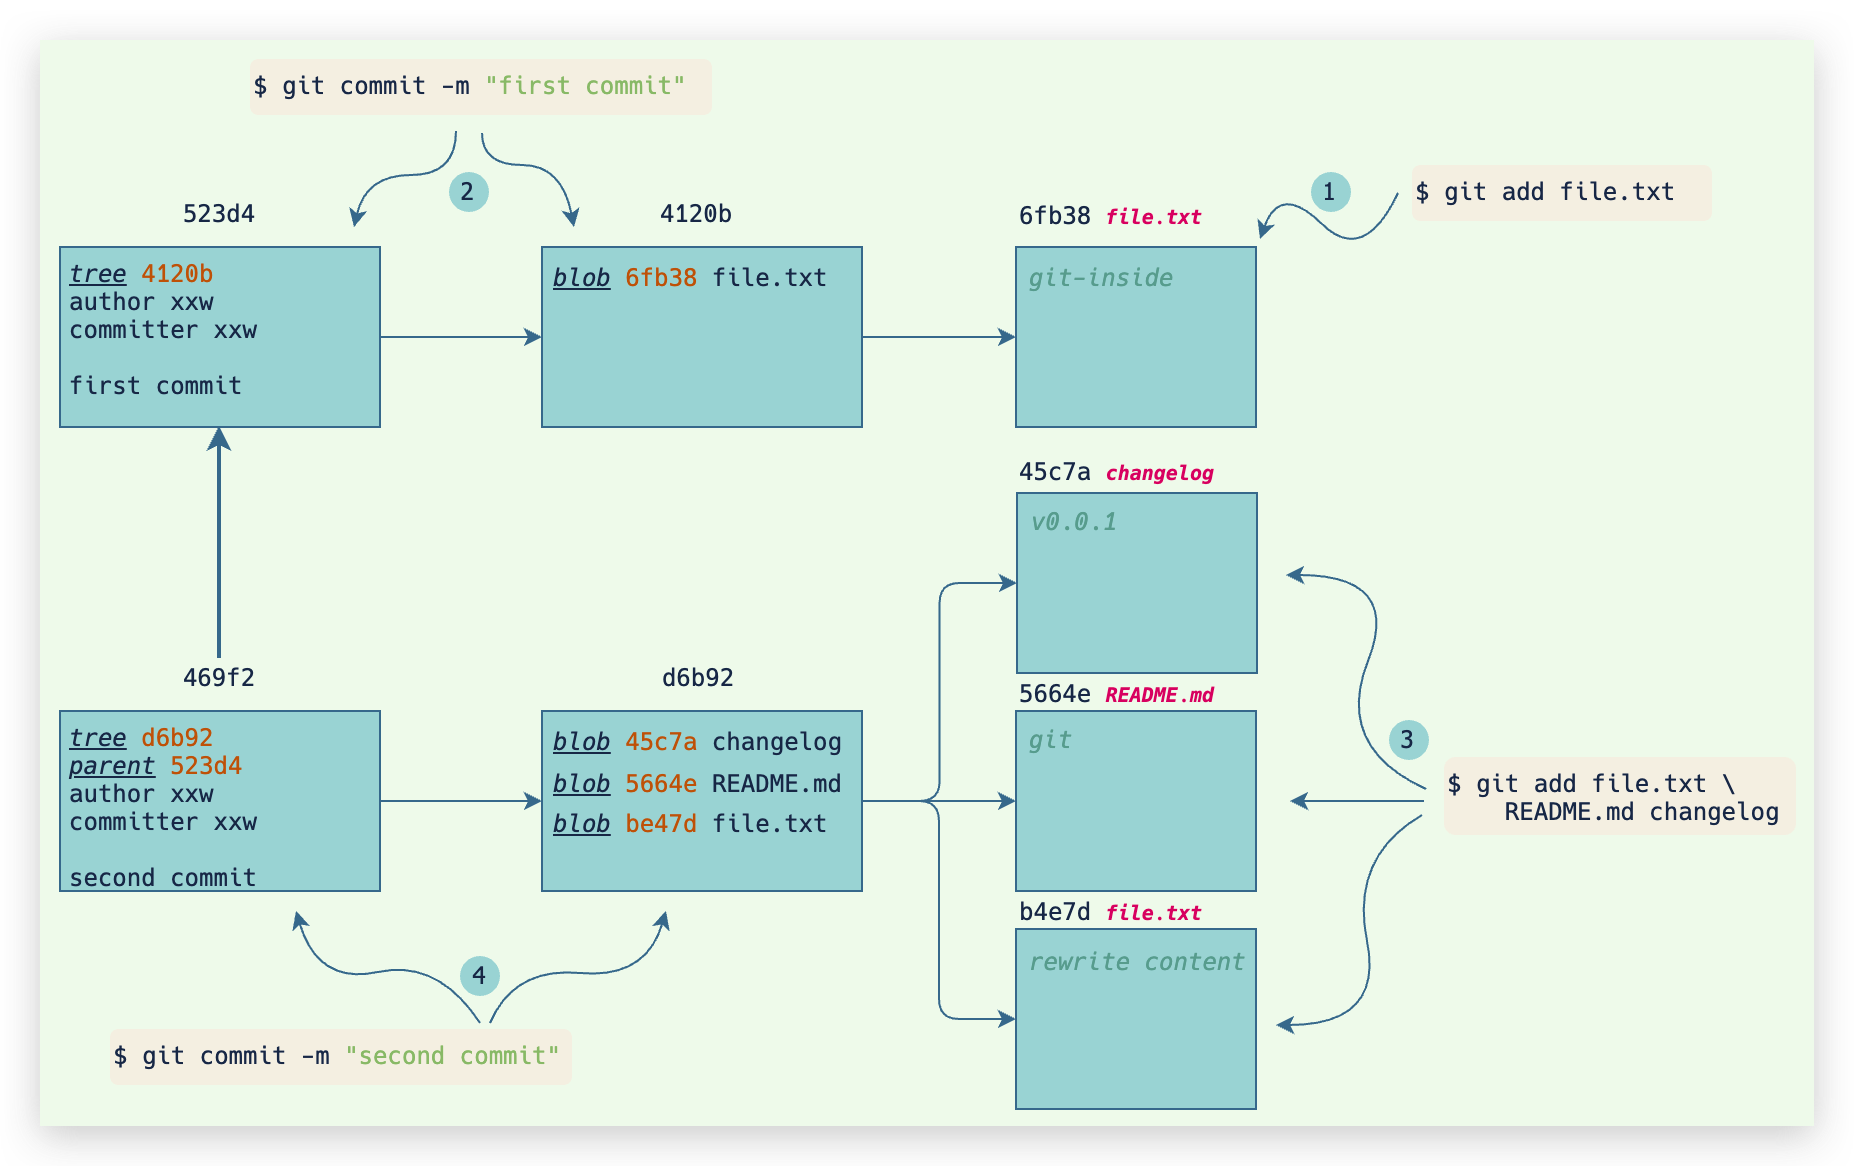 $ git commit -m "first commit"
2
1
$ git add file.txt
523d4
4120b
6fb38 file.txt
tree 4120b
author xxw
committer xxw
first commit
blob 6fb38 file.txt
git-inside
45c7a changelog
v0.0.1
469f2
d6b92
5664e README.md
tree d6b92
parent 523d4
author xxw
committer xxw
second commit
blob 45c7a changelog
blob 5664e README.md
blob be47d file.txt
git
3
$ git add file.txt \
README.md changelog
b4e7d file.txt
rewrite content
4
$ git commit -m "second commit"